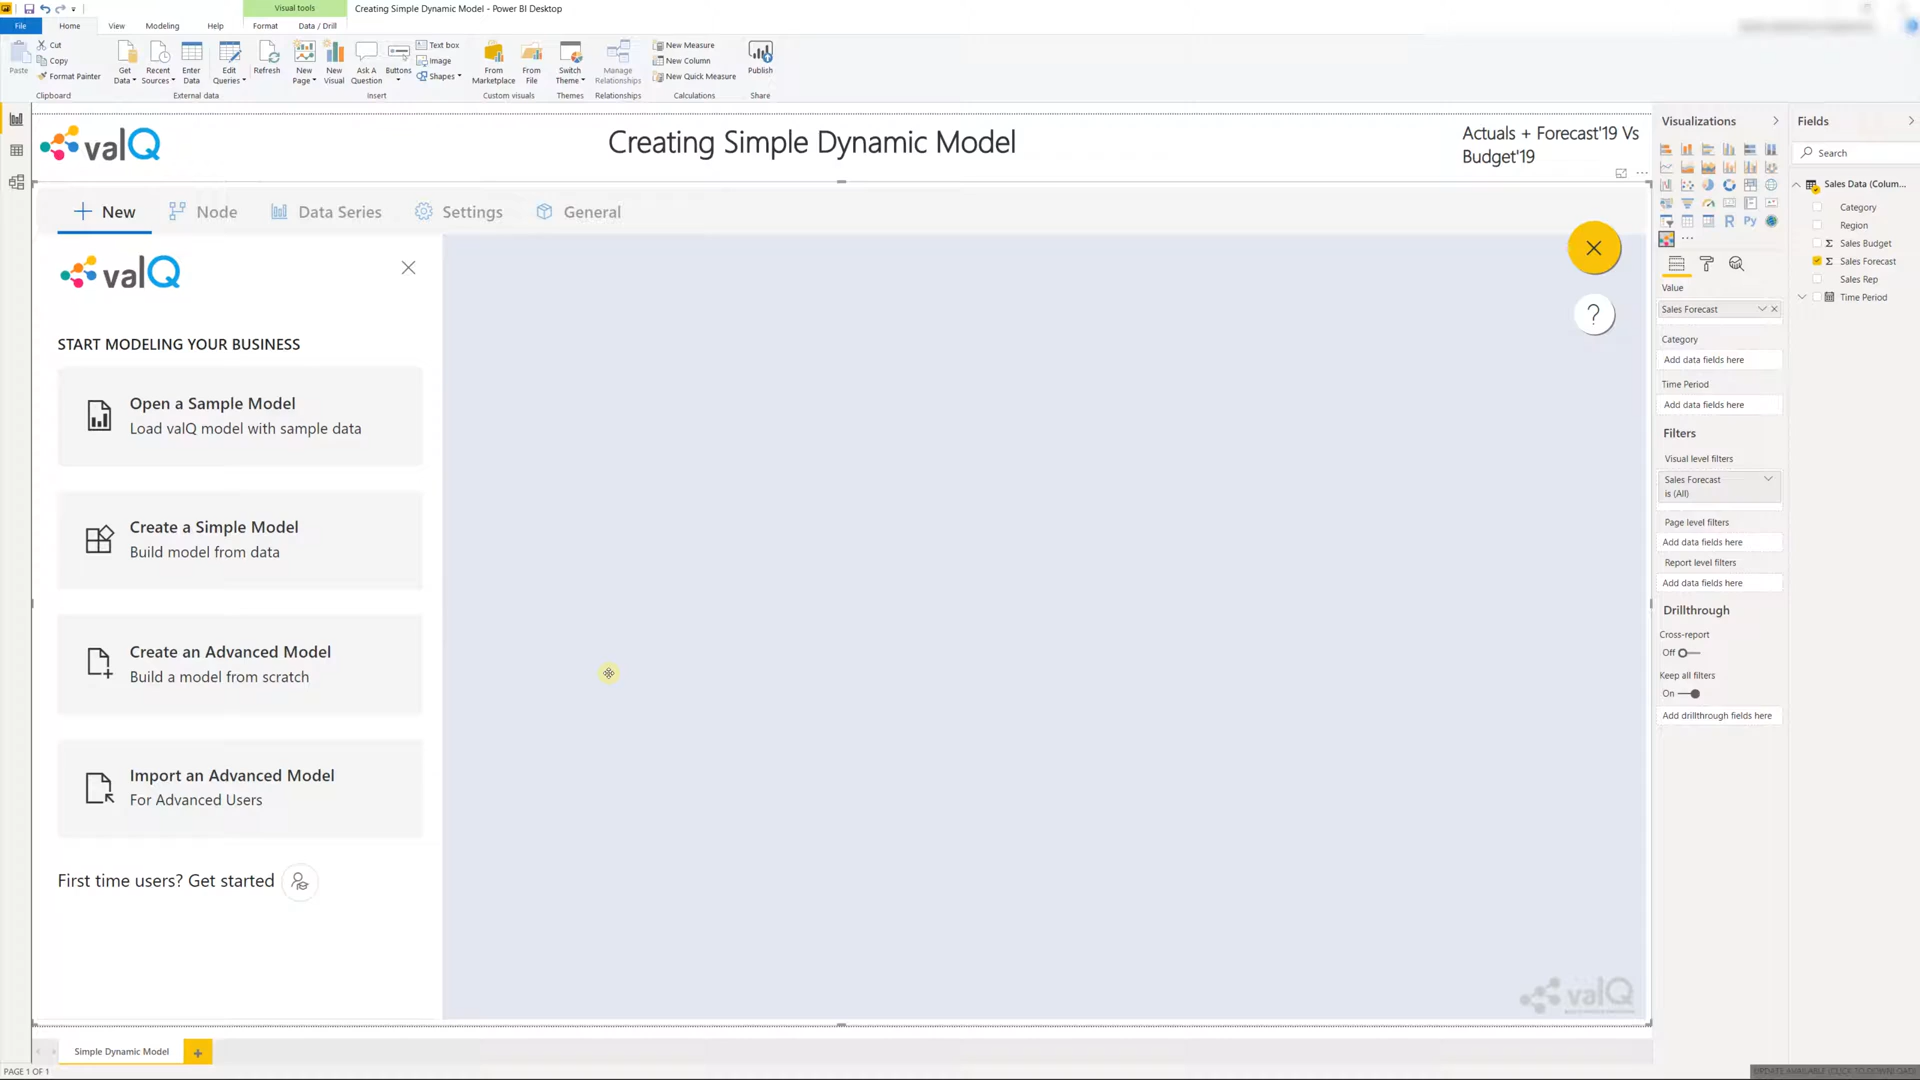 Visual tools
Creating Simple Dynamic Model - Power BI Desktop
File
Home
View
Modeling
Help
Format
Data / Drill
Paste
Cut
Copy
Format Painter
Clipboard
Get
Data
Recent
Sources
Enter
Data
Edit
Queries
Refresh
External data
New
Page
New
Visual
Ask A
Question
Buttons
Text box
Image
Shapes
Insert
From
Marketplace
From
File
Custom visuals
Switch
Theme
Themes
Manage
Relationships
Relationships
New Measure
New Column
New Quick Measure
Calculations
Publish
Share
valQ
Creating Simple Dynamic Model
Actuals + Forecast'19 Vs
Budget'19
New
Node
Data Series
Settings
General
valQ
START MODELING YOUR BUSINESS
Open a Sample Model
Load valQ model with sample data
Create a Simple Model
Build model from data
Create an Advanced Model
Build a model from scratch
Import an Advanced Model
For Advanced Users
First time users? Get started
?
valQ
Visualizations
R
Py
Value
Sales Forecast
Category
Add data fields here
Time Period
Add data fields here
Filters
Visual level filters
Sales Forecast
is (All)
Page level filters
Add data fields here
Report level filters
Add data fields here
Drillthrough
Cross-report
Off
Keep all filters
On
Add drillthrough fields here
Fields
Search
Sales Data (Colum...
Category
Region
Σ Sales Budget
Σ Sales Forecast
Sales Rep
Time Period
Simple Dynamic Model
PAGE 1 OF 1
UPDATE AVAILABLE (CLICK TO DOWNLOAD)